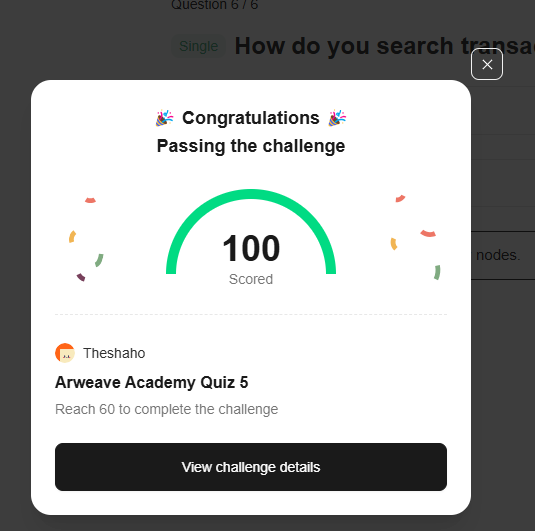 Question 6 / 6
Single How do you search transa
Congratulations
Passing the challenge
100
Scored
nodes.
Theshaho
Arweave Academy Quiz 5
Reach 60 to complete the challenge
View challenge details